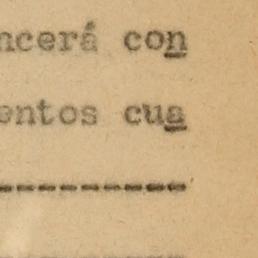 ncerá con
entos cua
----------